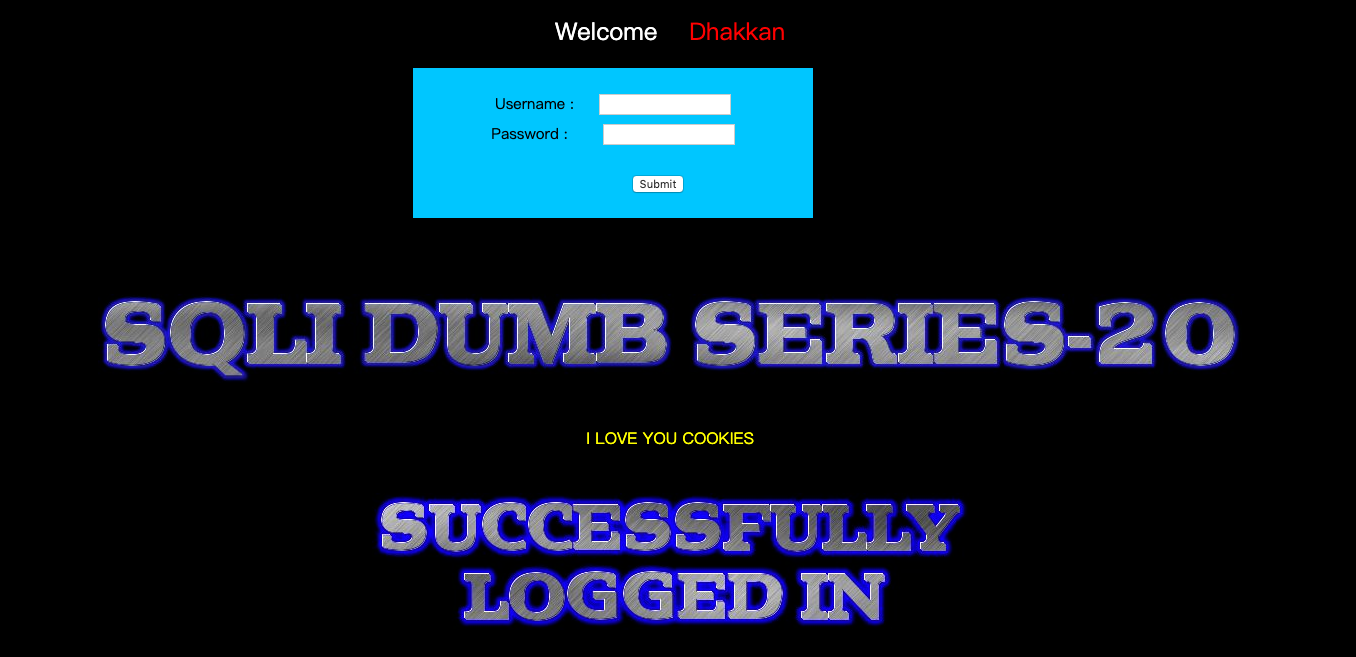 Welcome Dhakkan
Username :
Password :
Submit
SQLI DUMB SERIES-20
I LOVE YOU COOKIES
SUCCESSFULLY
LOGGED IN